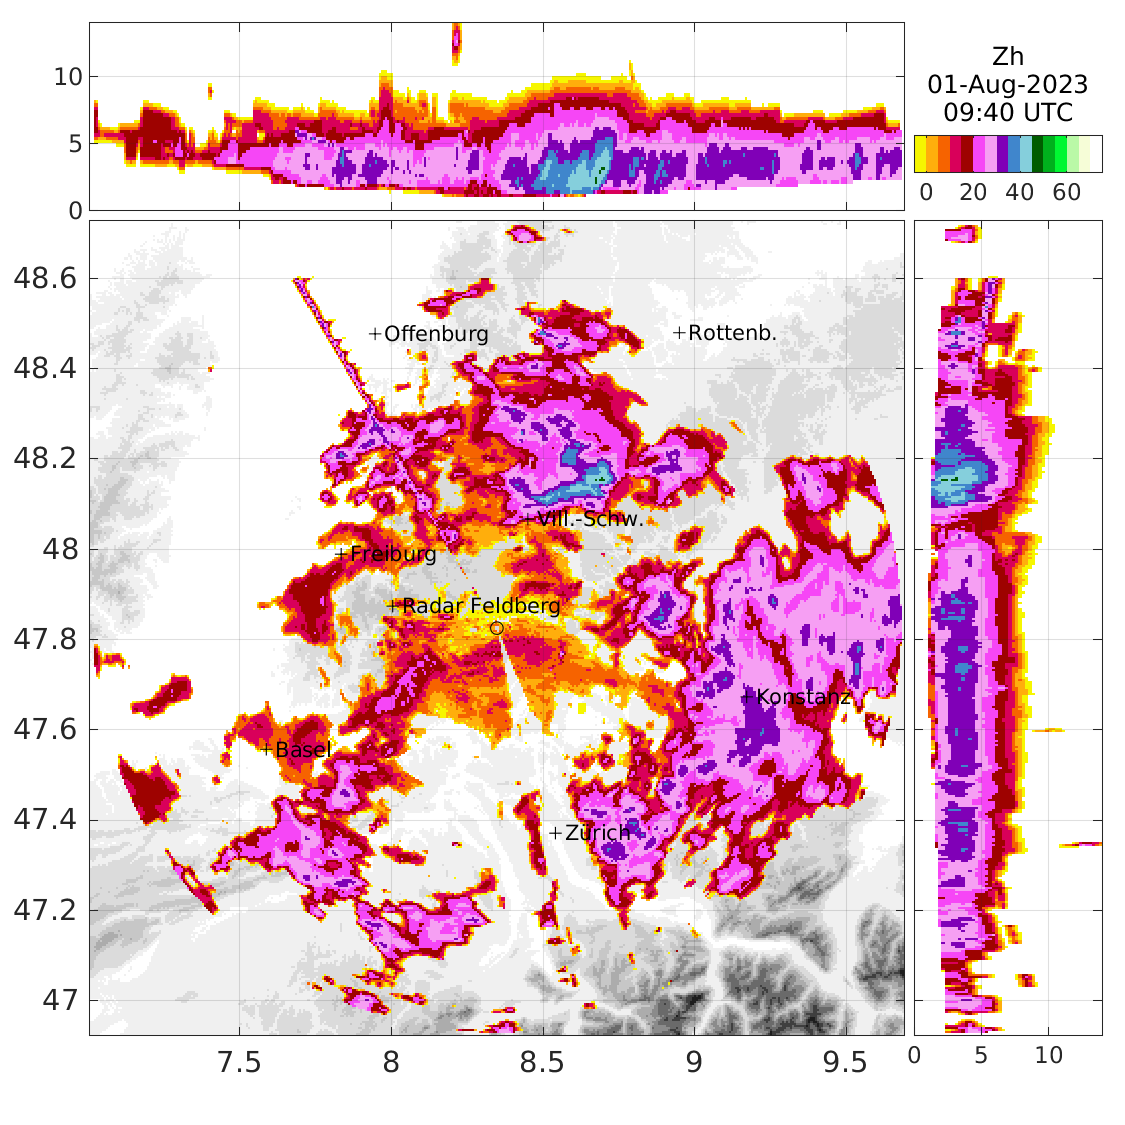 10
5
0
Zh
01-Aug-2023
09:40 UTC
0 20 40 60
48.6
48.4
48.2
48
47.8
47.6
47.4
47.2
47
+Offenburg
+Rottenb.
+Vill.-Schw.
+Freiburg
+Radar Feldberg
+Konstanz
+Basel
+Zürich
7.5 8 8.5 9 9.5
0 5 10